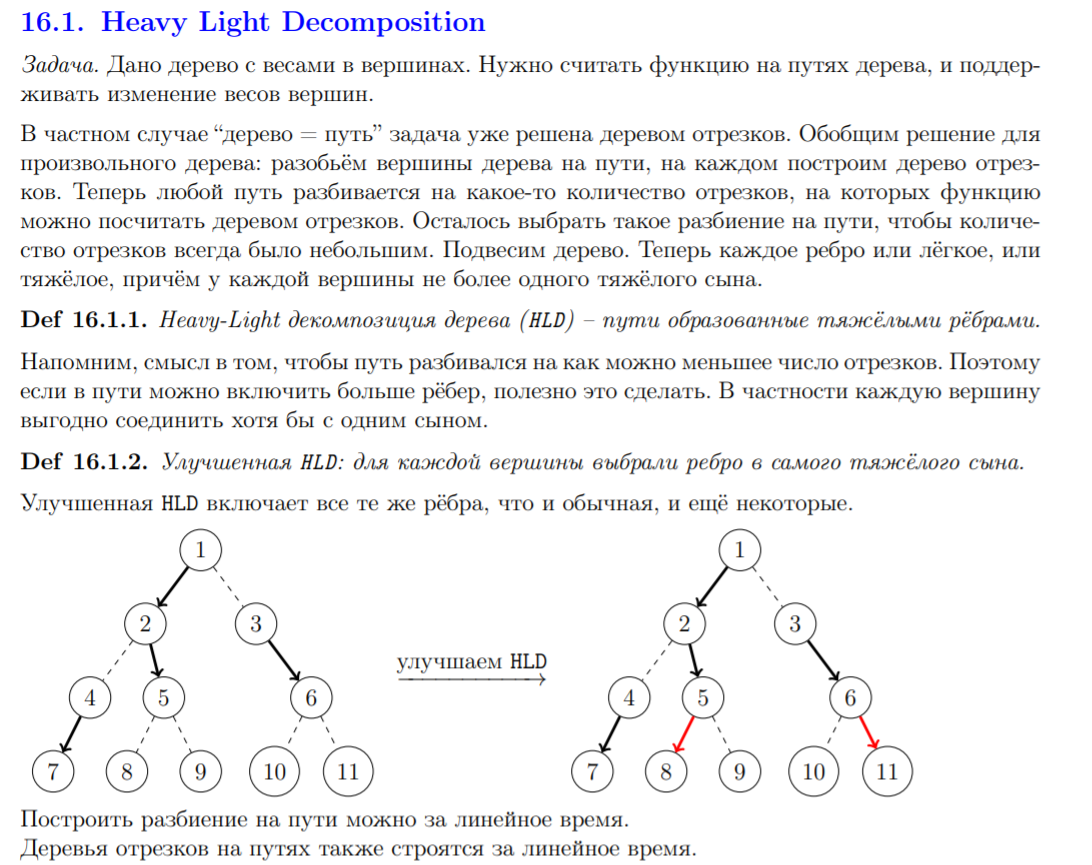 16.1. Heavy Light Decomposition
Задача. Дано дерево с весами в вершинах. Нужно считать функцию на путях дерева, и поддер-
живать изменение весов вершин.
В частном случае “дерево = путь” задача уже решена деревом отрезков. Обобщим решение для
произвольного дерева: разобьём вершины дерева на пути, на каждом построим дерево отрез-
ков. Теперь любой путь разбивается на какое-то количество отрезков, на которых функцию
можно посчитать деревом отрезков. Осталось выбрать такое разбиение на пути, чтобы количе-
ство отрезков всегда было небольшим. Подвесим дерево. Теперь каждое ребро или лёгкое, или
тяжёлое, причём у каждой вершины не более одного тяжёлого сына.
Def 16.1.1. Heavy-Light декомпозиция дерева (HLD) – пути образованные тяжёлыми рёбрами.
Напомним, смысл в том, чтобы путь разбивался на как можно меньшее число отрезков. Поэтому
если в пути можно включить больше рёбер, полезно это сделать. В частности каждую вершину
выгодно соединить хотя бы с одним сыном.
Def 16.1.2. Улучшенная HLD: для каждой вершины выбрали ребро в самого тяжёлого сына.
Улучшенная HLD включает все те же рёбра, что и обычная, и ещё некоторые.
1
2 3
4 5 6
7 8 9 10 11
улучшаем HLD
1
2 3
4 5 6
7 8 9 10 11
Построить разбиение на пути можно за линейное время.
Деревья отрезков на путях также строятся за линейное время.